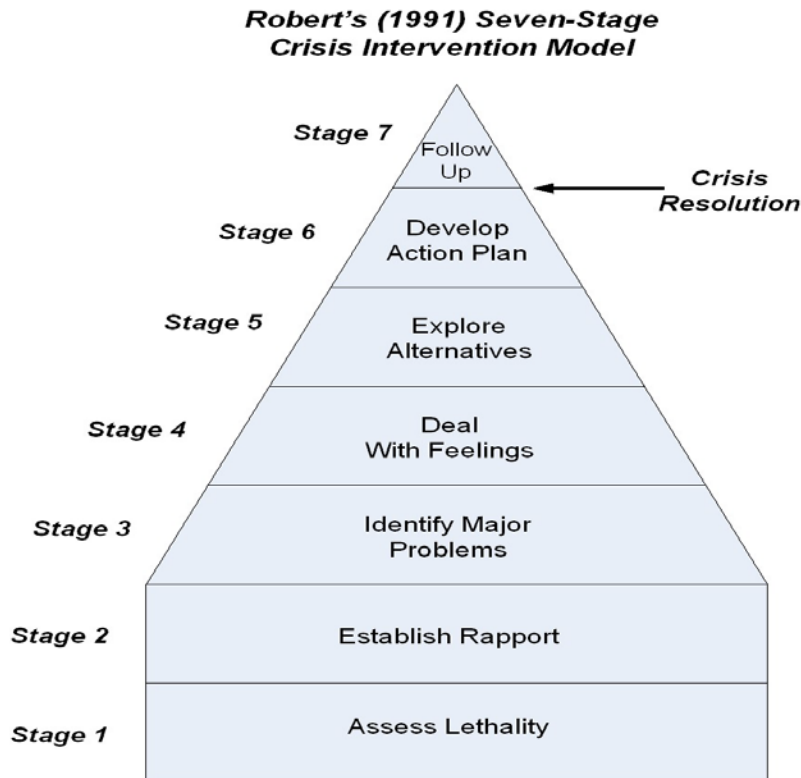 Robert's (1991) Seven-Stage
Crisis Intervention Model
Stage 7
Follow
Up
Crisis
Resolution
Stage 6
Develop
Action Plan
Stage 5
Explore
Alternatives
Stage 4
Deal
With Feelings
Stage 3
Identify Major
Problems
Stage 2
Establish Rapport
Stage 1
Assess Lethality